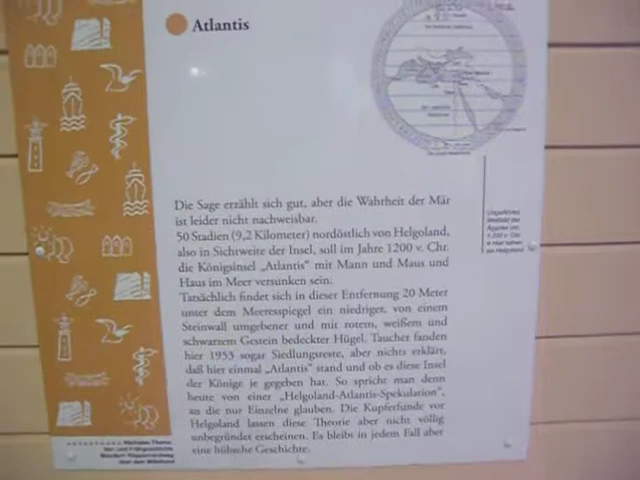 Atlantis
Die Sage erzählt sich gut, aber die Wahrheit der Mär
ist leider nicht nachweisbar.
50 Stadien (9,2 Kilometer) nordöstlich von Helgoland,
also in Sichtweite der Insel, soll im Jahre 1200 v. Chr.
die Königsinsel „Atlantis" mit Mann und Maus und
Haus im Meer versunken sein.
Tatsächlich findet sich in dieser Entfernung 20 Meter
unter dem Meeresspiegel ein niedriger, von einem
Steinwall umgebener und mit rotem, weißem und
schwarzem Gestein bedeckter Hügel. Taucher fanden
hier 1953 sogar Siedlungsreste, aber nichts erklärt,
daß hier einmal „Atlantis" stand und ob es diese Insel
der Könige je gegeben hat. So spricht man denn
heute von einer „Helgoland-Atlantis-Spekulation",
an die nur Einzelne glauben. Die Kupferfunde vor
Helgoland lassen diese Theorie aber nicht völlig
unbegründet erscheinen. Es bleibt in jedem Fall aber
eine hübsche Geschichte.
Nächstes Thema:
Vor- und Frühgeschichte